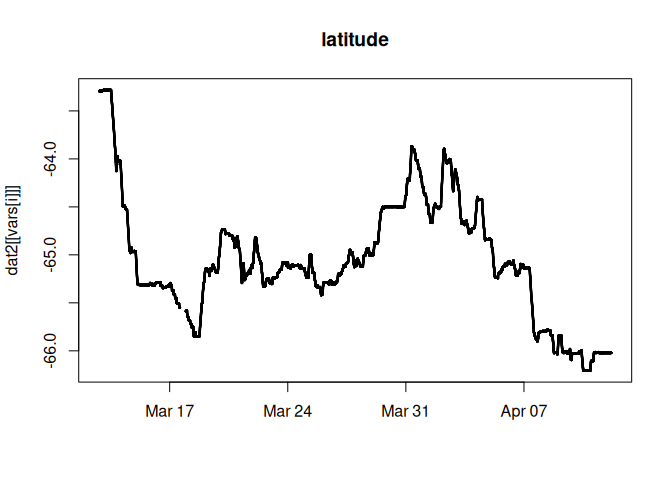 latitude
dat2[[vars[i]]]
-64.0
-65.0
-66.0
Mar 17
Mar 24
Mar 31
Apr 07